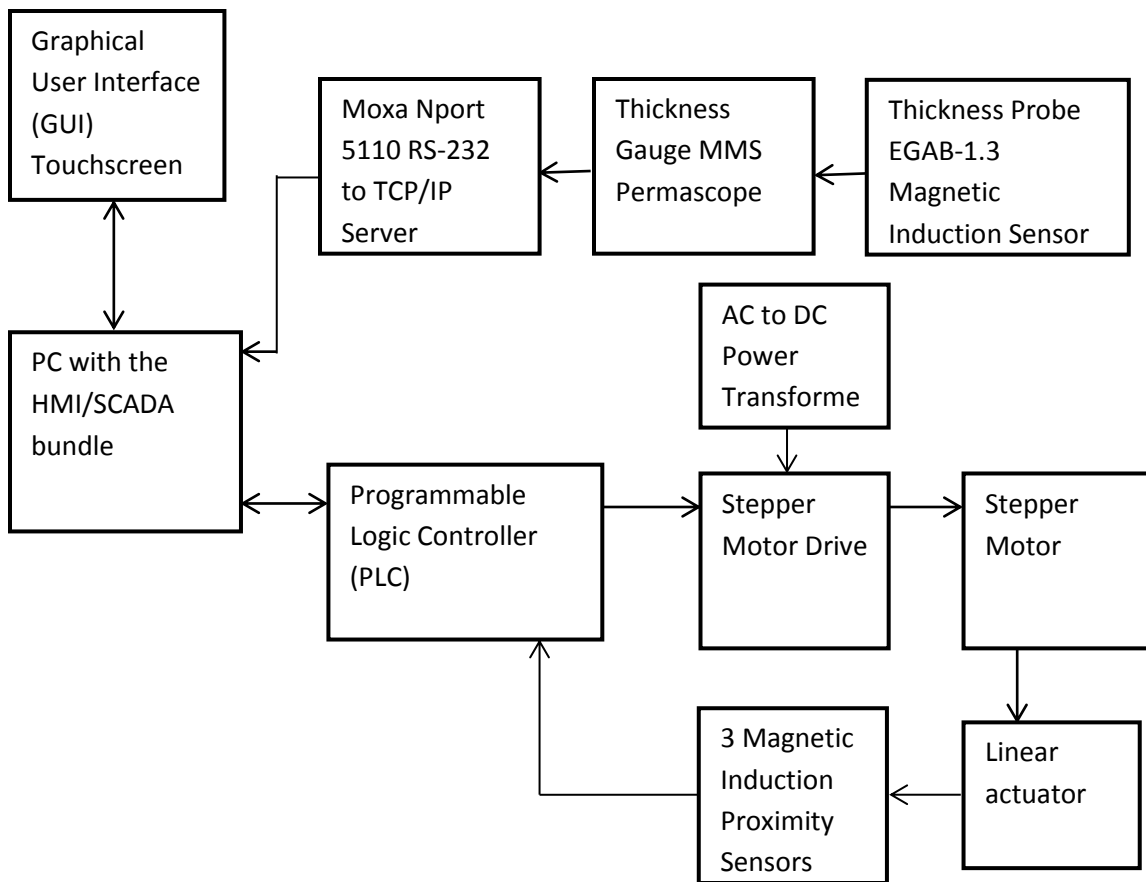 Graphical
User Interface
(GUI)
Touchscreen
Moxa Nport
5110 RS-232
to TCP/IP
Server
Thickness
Gauge MMS
Permascope
Thickness Probe
EGAB-1.3
Magnetic
Induction Sensor
PC with the
HMI/SCADA
bundle
AC to DC
Power
Transforme
Programmable
Logic Controller
(PLC)
Stepper
Motor Drive
Stepper
Motor
3 Magnetic
Induction
Proximity
Sensors
Linear
actuator